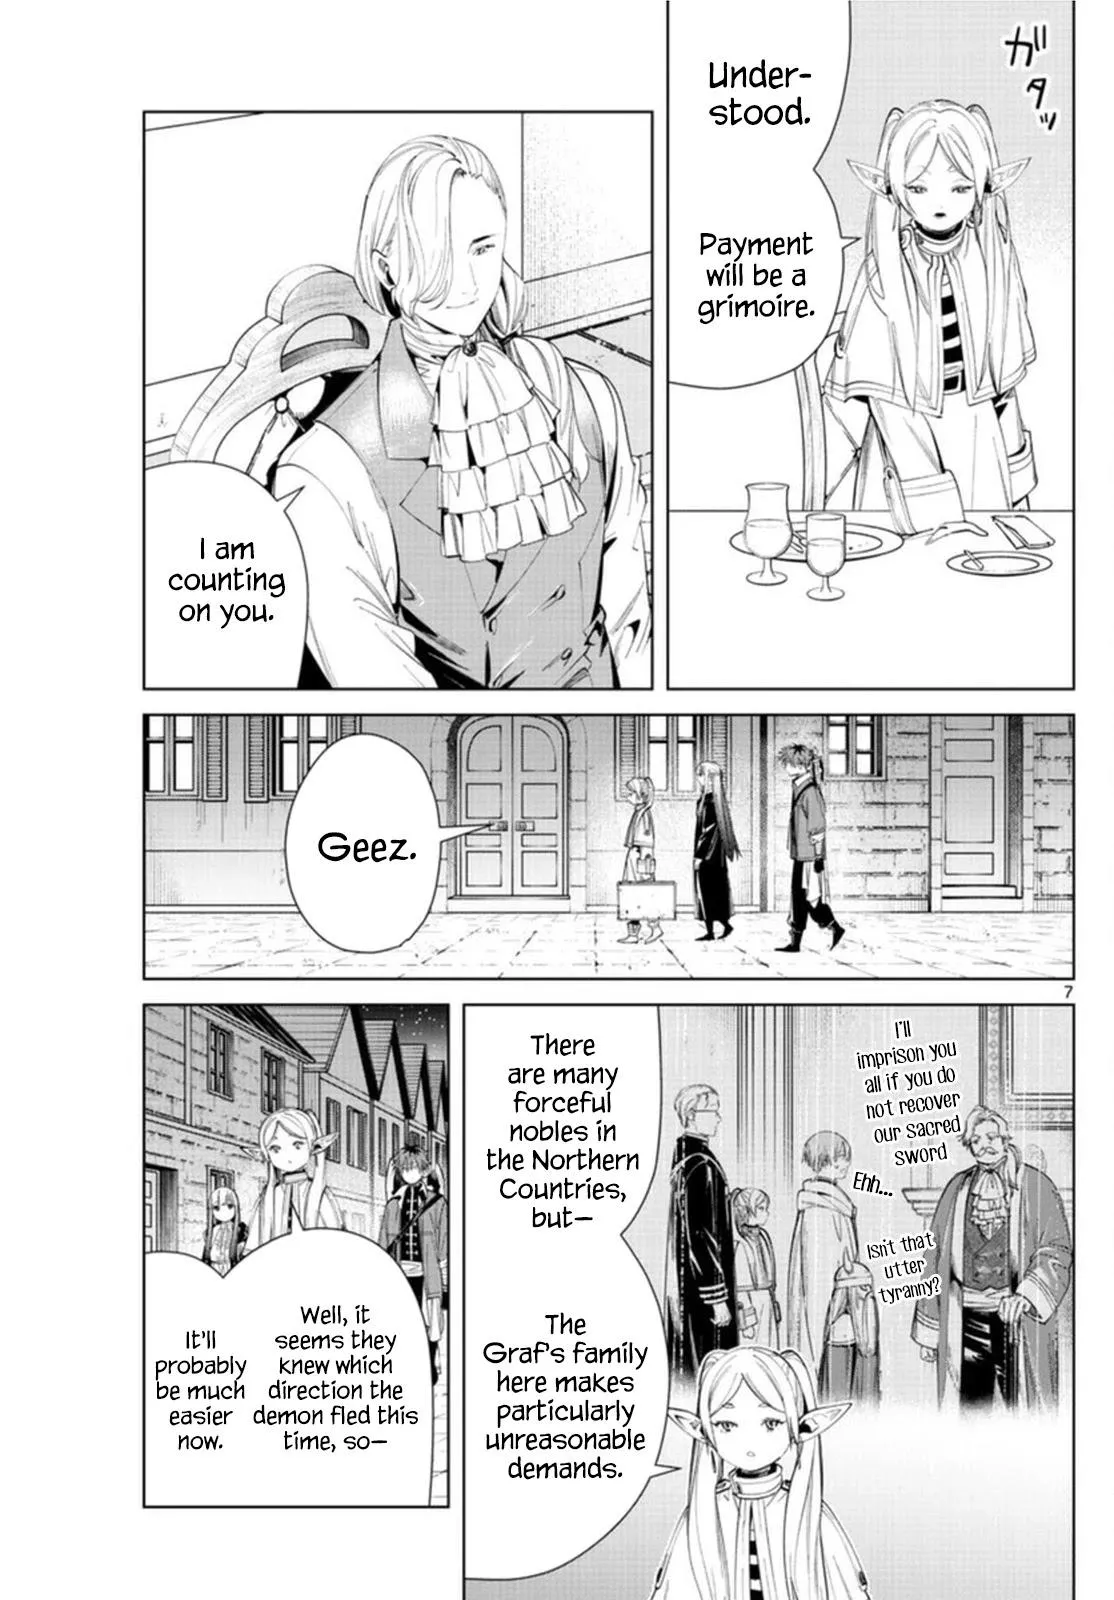 ガタッ
Under-
stood.
Payment
will be a
grimoire.
I am
counting
on you.
Geez.
7
I'll
imprison you
all if you do
not recover
our sacred
sword
Ehh...
Isn't that
utter
tyranny?
There
are many
forceful
nobles in
the Northern
Countries,
but—
The
Graf's family
here makes
particularly
unreasonable
demands.
Well, it
seems they
knew which
direction the
demon fled this
time, so—
It'll
probably
be much
easier
now.